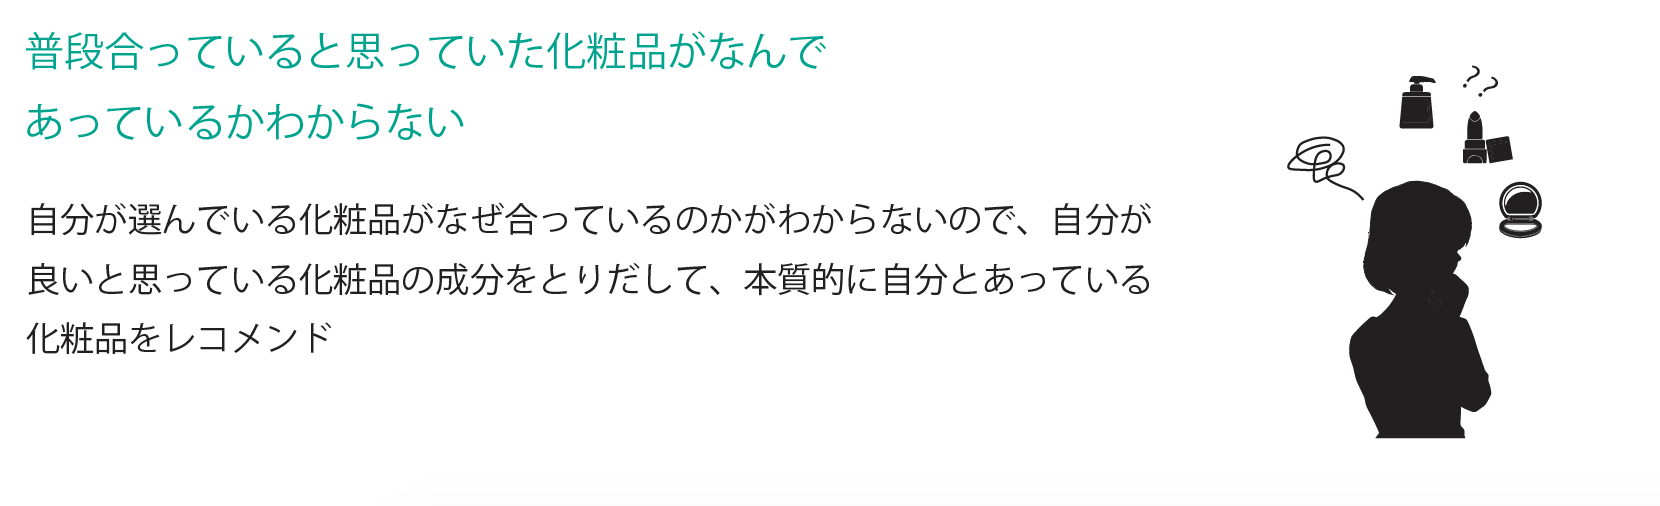 普段合っていると思っていた化粧品がなんで
あっているかわからない
自分が選んでいる化粧品がなぜ合っているのかがわからないので、自分が
良いと思っている化粧品の成分をとりだして、本質的に自分とあっている
化粧品をレコメンド
??